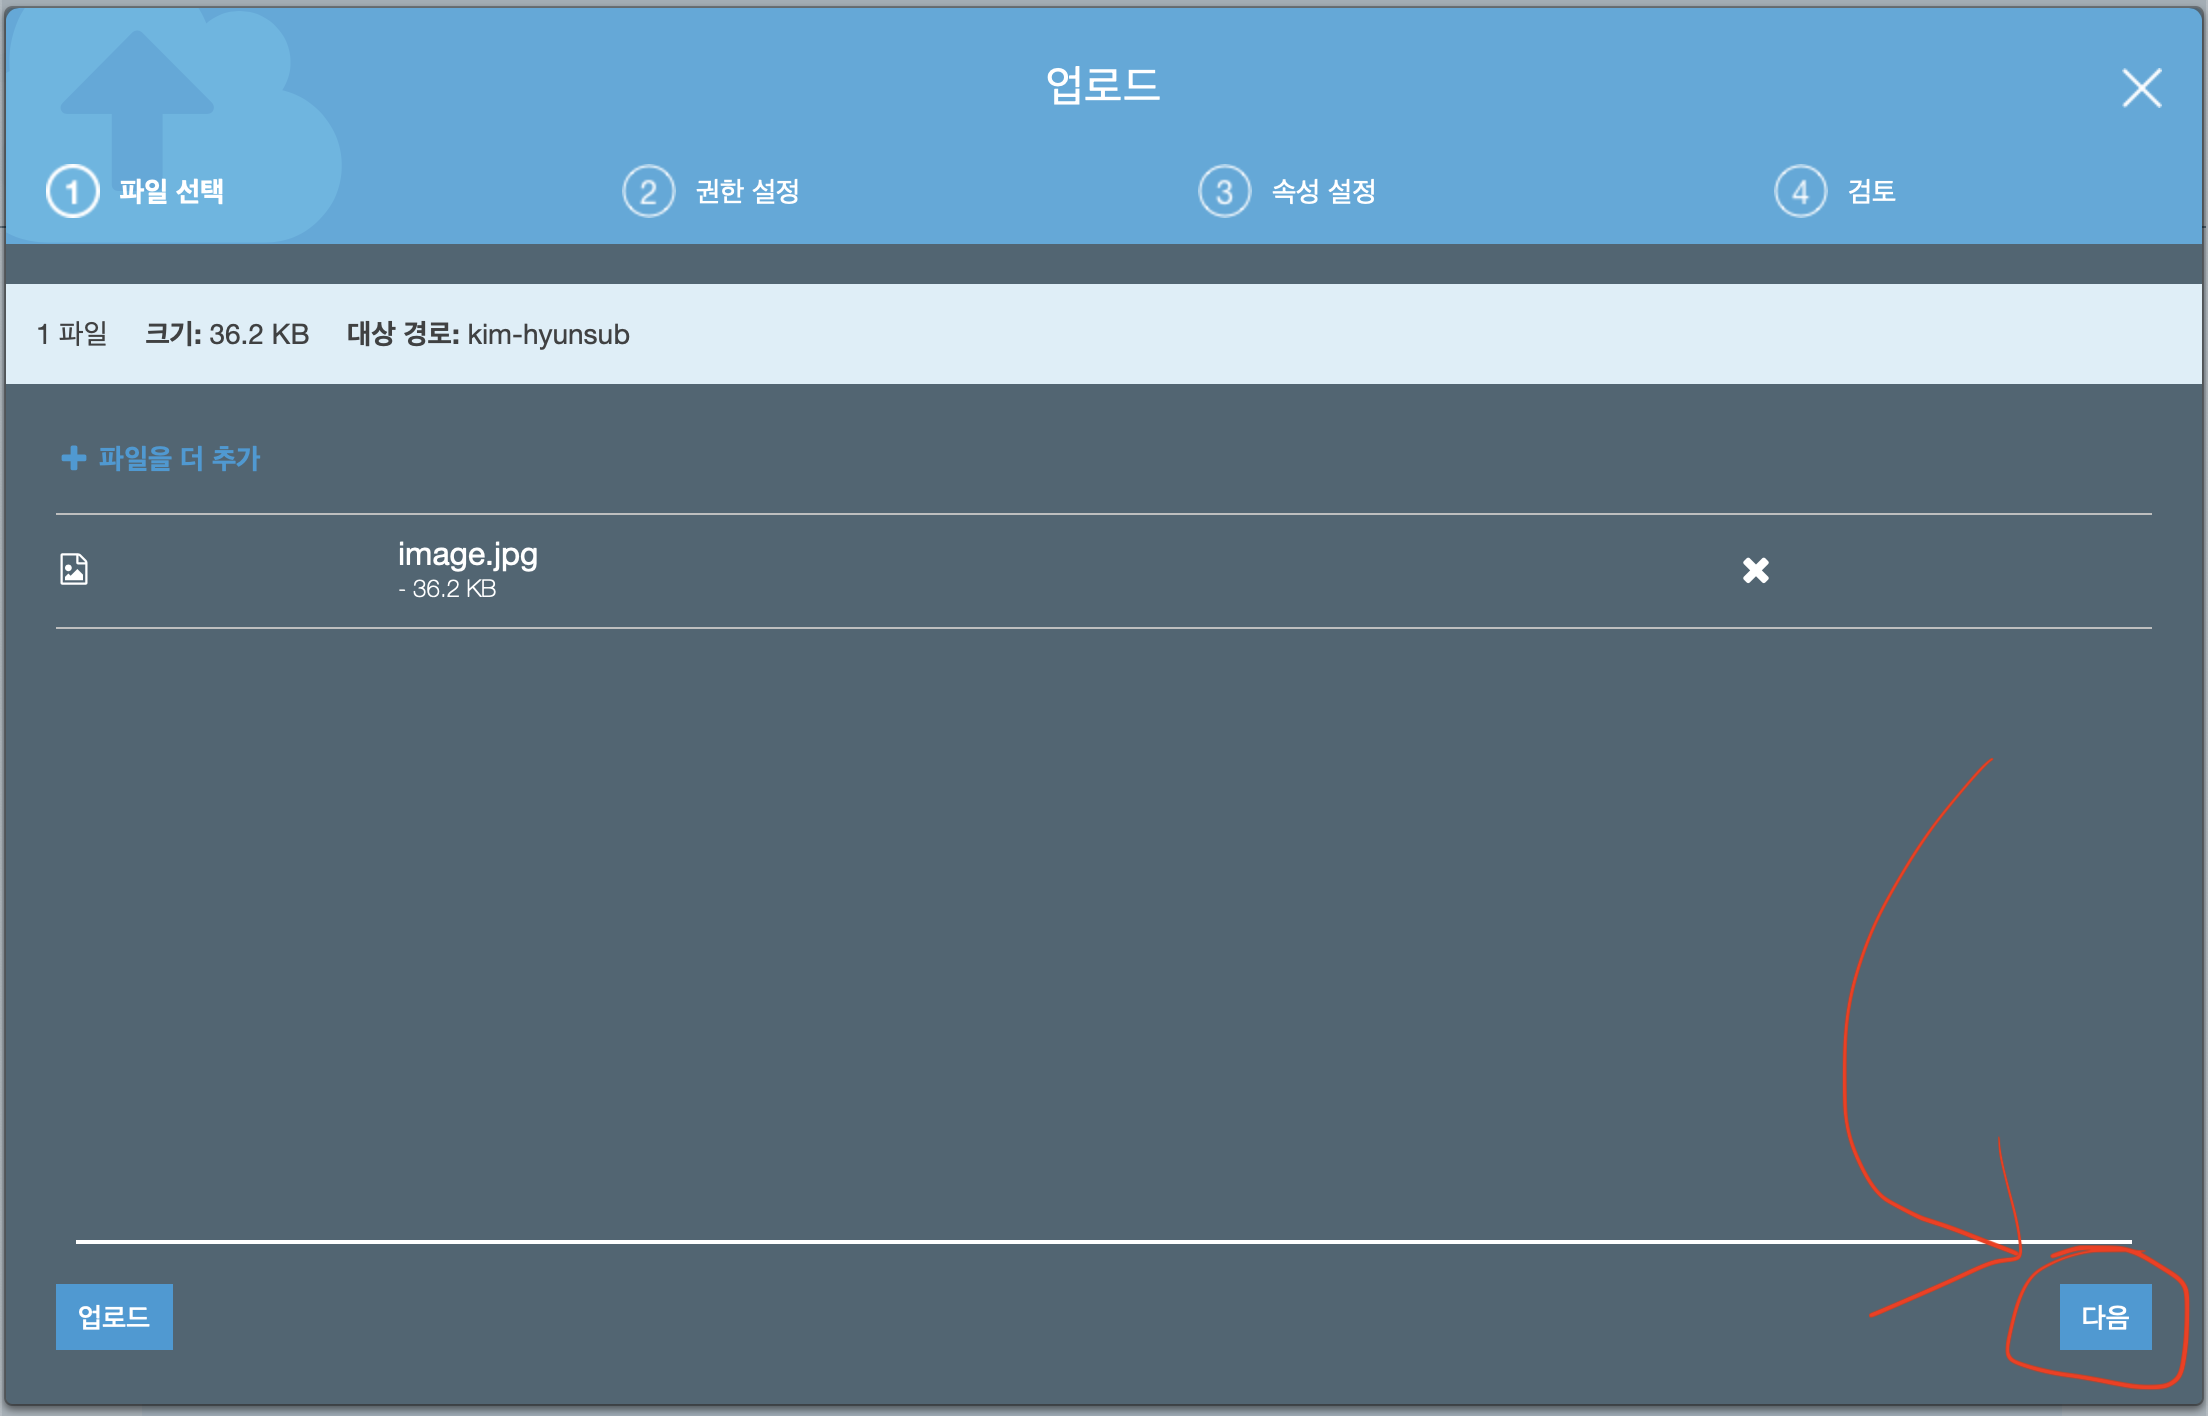 업로드
1 파일 선택
2 권한 설정
3 속성 설정
4 검토
1 파일 크기: 36.2 KB 대상 경로: kim-hyunsub
파일을 더 추가
image.jpg
- 36.2 KB
업로드
다음